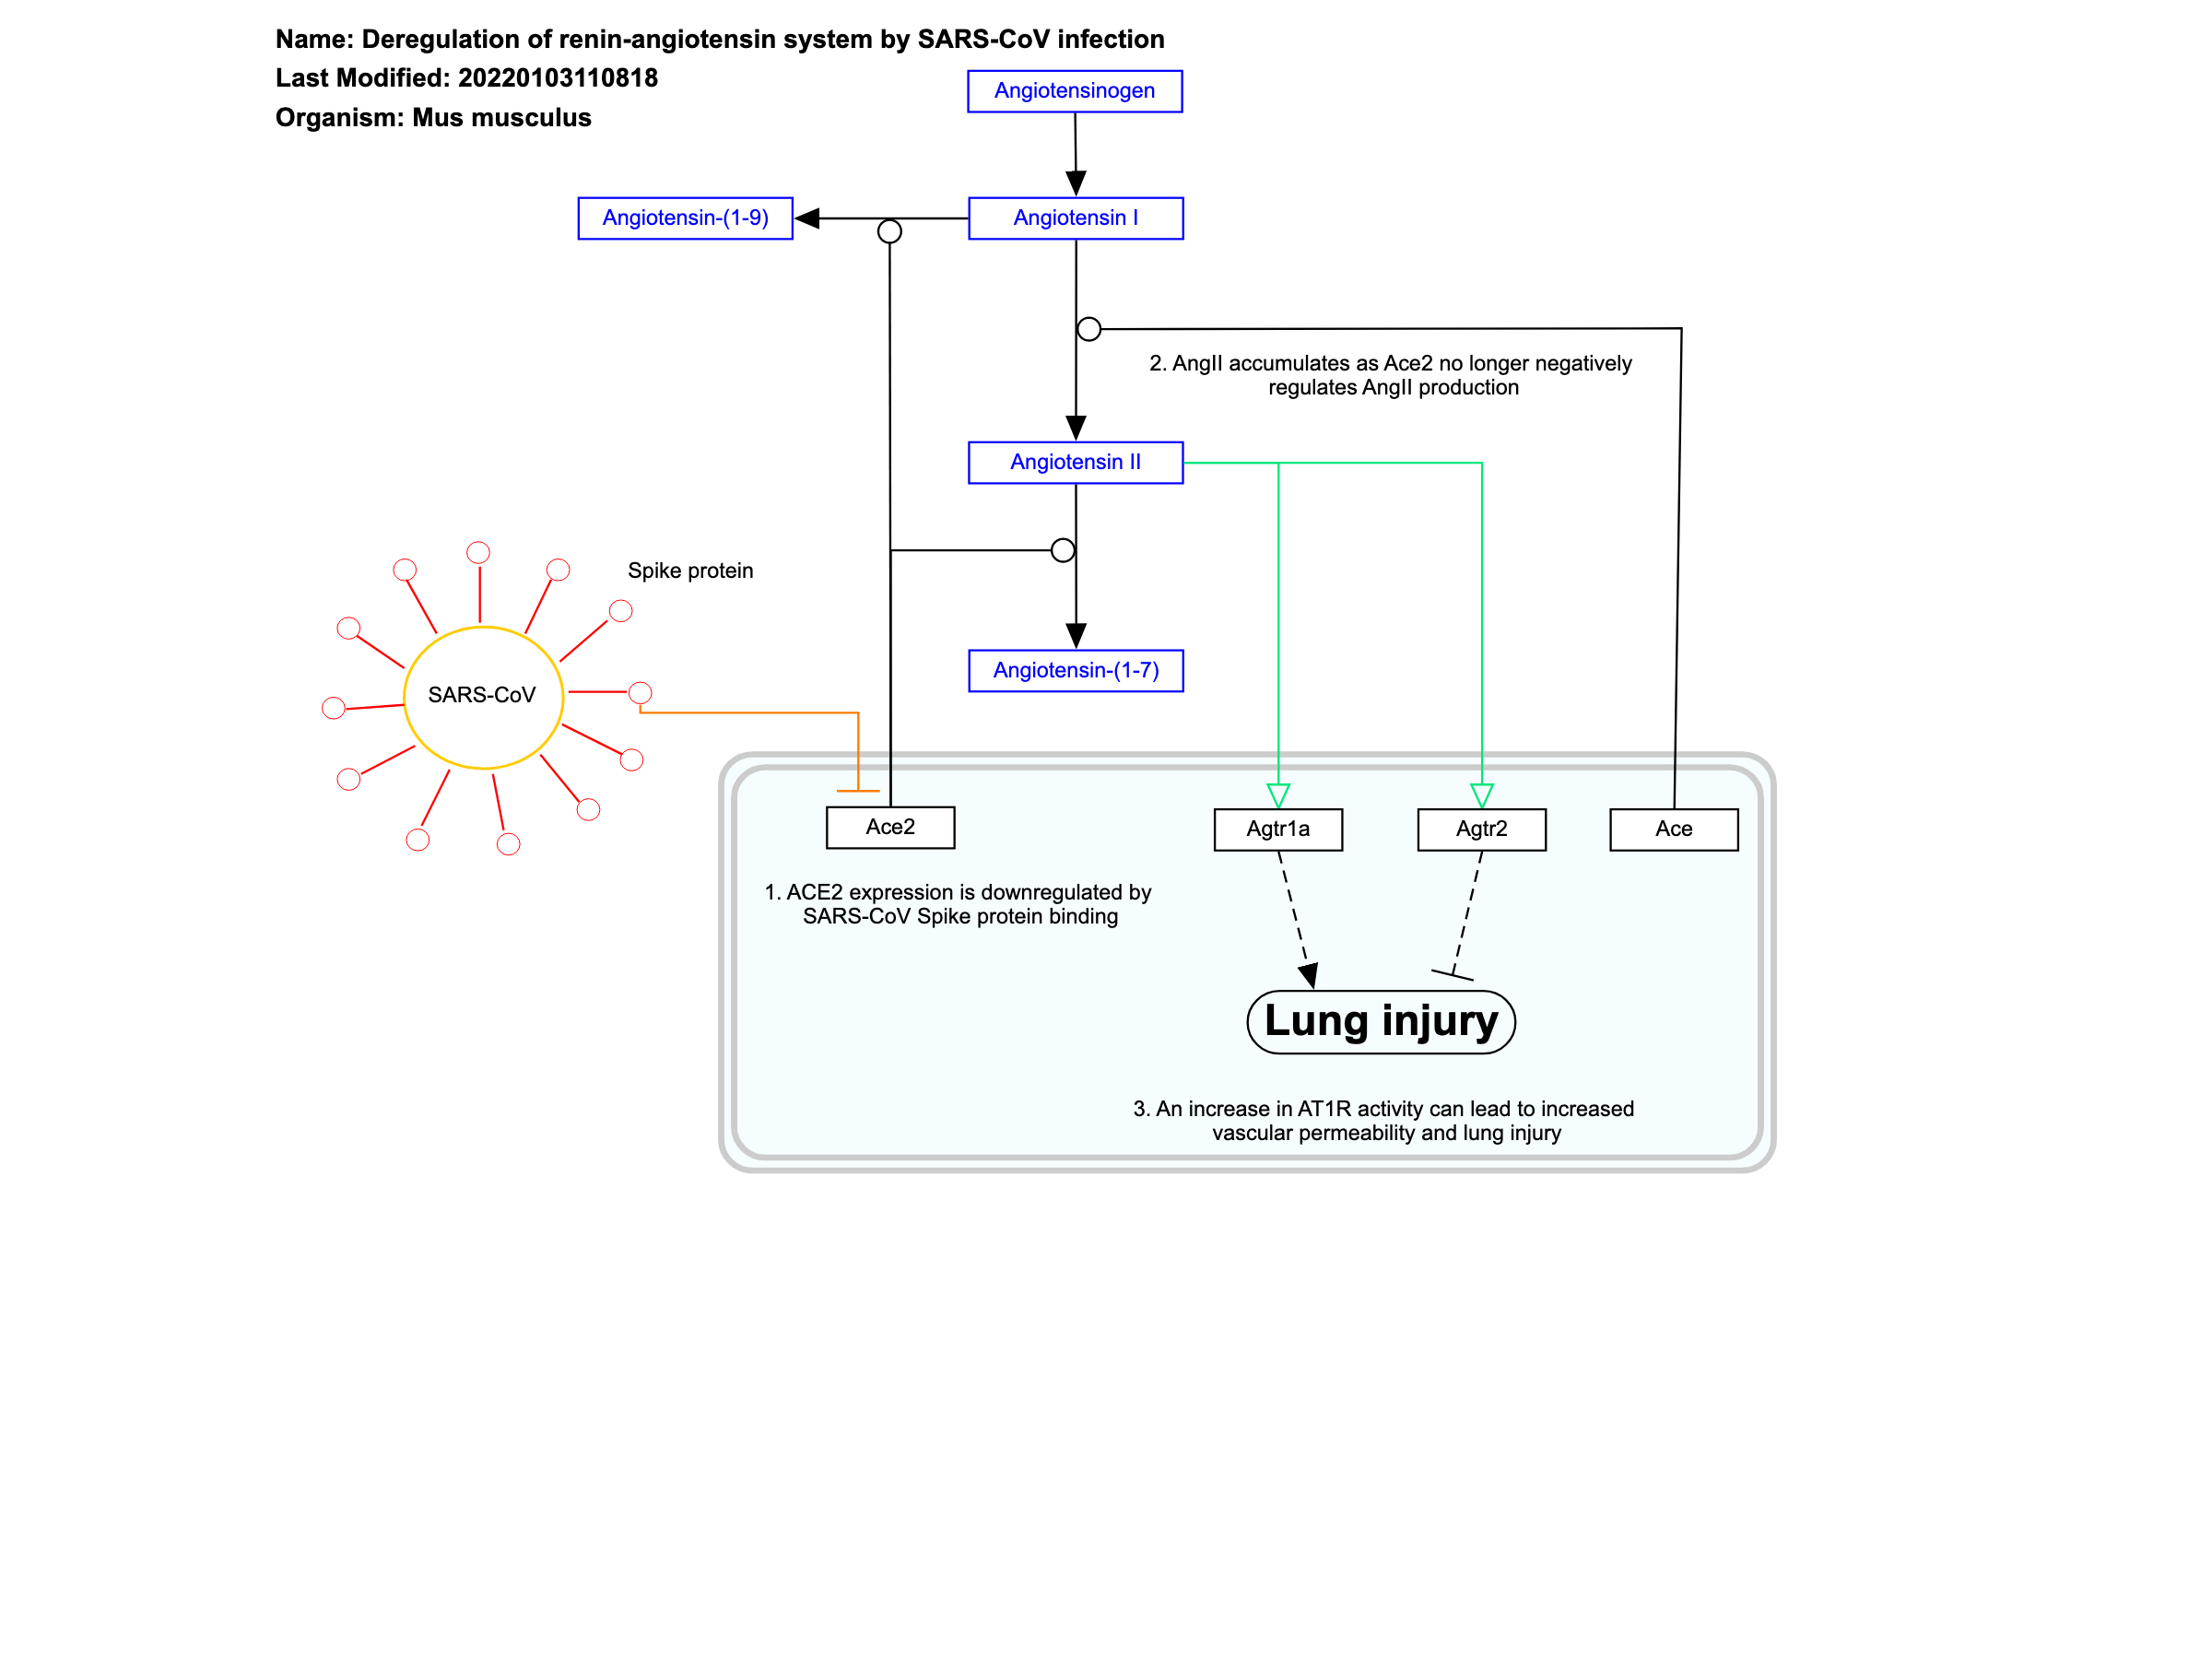 Name: Deregulation of renin-angiotensin system by SARS-CoV infection
Last Modified: 20220103110818
Organism: Mus musculus
Angiotensinogen
Angiotensin-(1-9)
Angiotensin I
2. AngII accumulates as Ace2 no longer negatively
regulates AngII production
Angiotensin II
Spike protein
Angiotensin-(1-7)
SARS-CoV
Ace2
Agtr1a
Agtr2
Ace
1. ACE2 expression is downregulated by
SARS-CoV Spike protein binding
Lung injury
3. An increase in AT1R activity can lead to increased
vascular permeability and lung injury